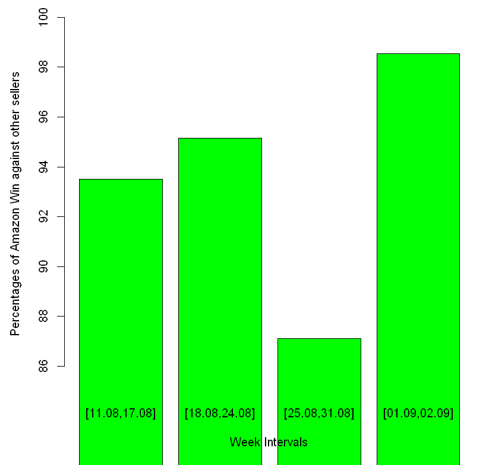 Percentages of Amazon Win against other sellers
100
98
96
94
92
90
88
86
[11.08,17.08] [18.08,24.08] [25.08,31.08] [01.09,02.09]
Week Intervals